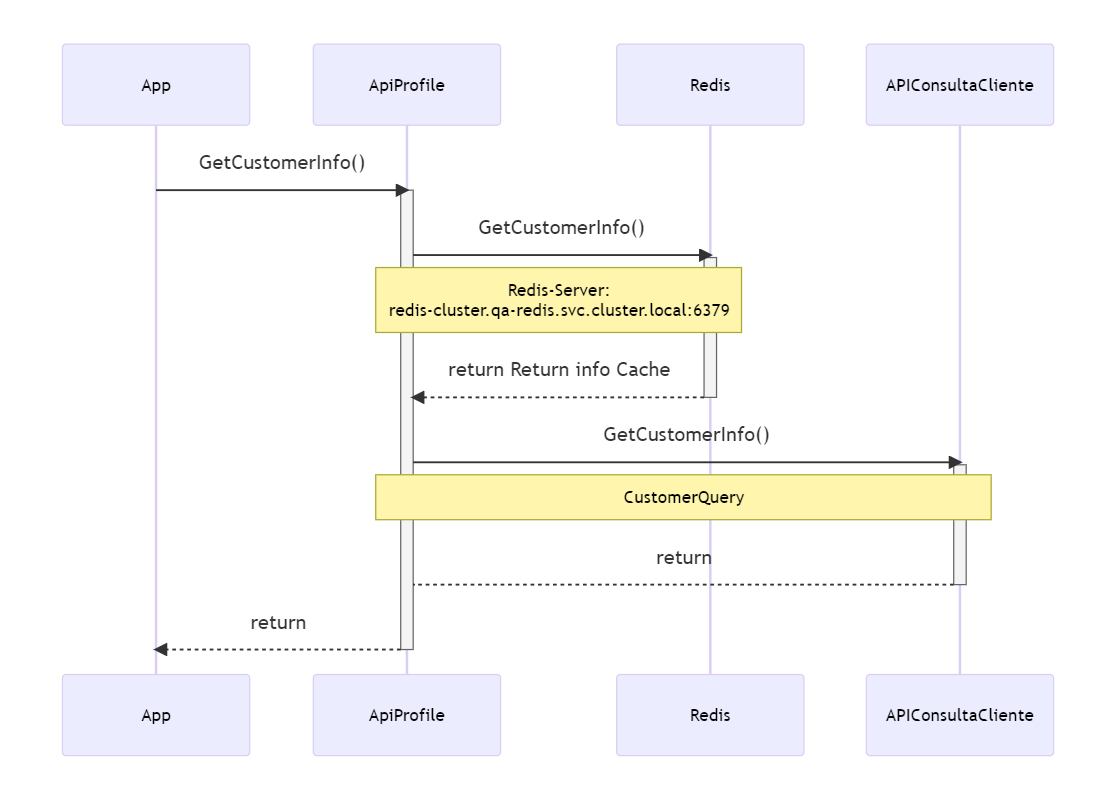 App
ApiProfile
Redis
APIConsultaCliente
GetCustomerInfo()
GetCustomerInfo()
Redis-Server:
redis-cluster.qa-redis.svc.cluster.local:6379
return Return info Cache
GetCustomerInfo()
CustomerQuery
return
return
App
ApiProfile
Redis
APIConsultaCliente